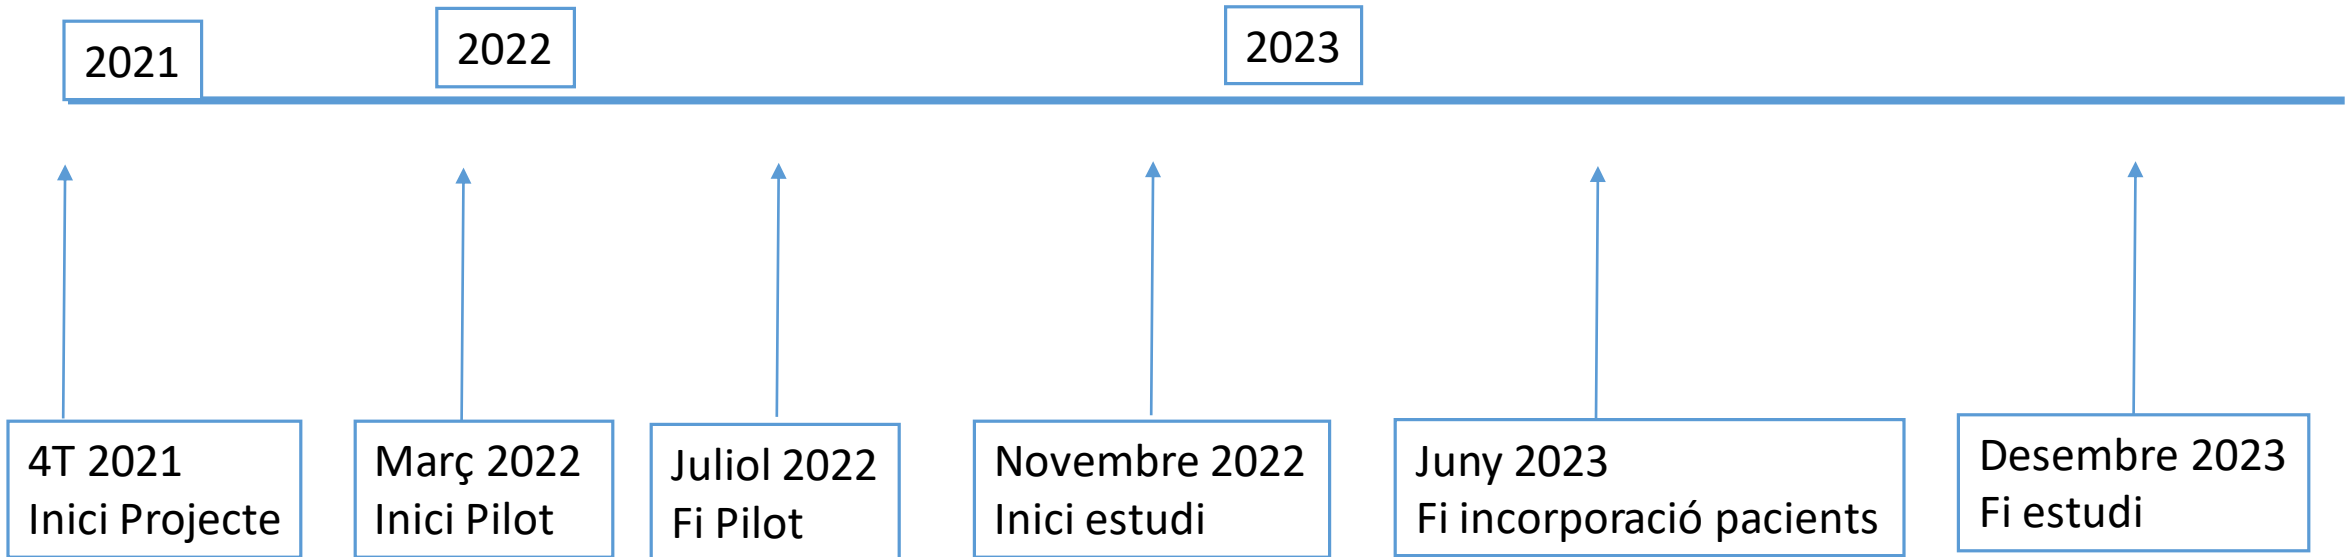 2021
2022
2023
4T 2021
Inici Projecte
Març 2022
Inici Pilot
Juliol 2022
Fi Pilot
Novembre 2022
Inici estudi
Juny 2023
Fi incorporació pacients
Desembre 2023
Fi estudi